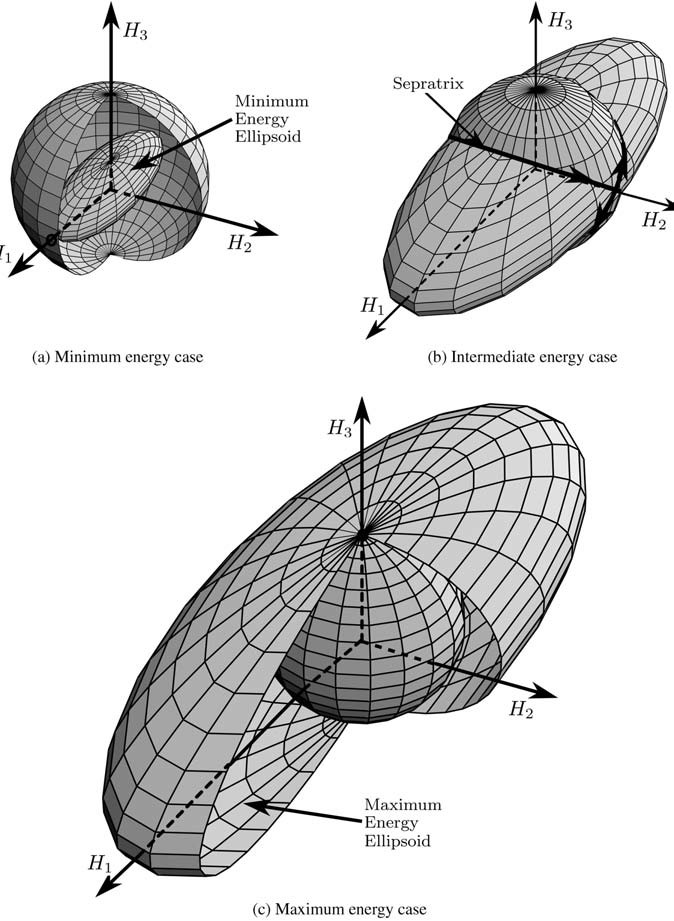 H3
Minimum
Energy
Ellipsoid
H2
H1
(a) Minimum energy case
H3
Sepratrix
H2
H1
(b) Intermediate energy case
H3
H2
Maximum
Energy
Ellipsoid
H1
(c) Maximum energy case